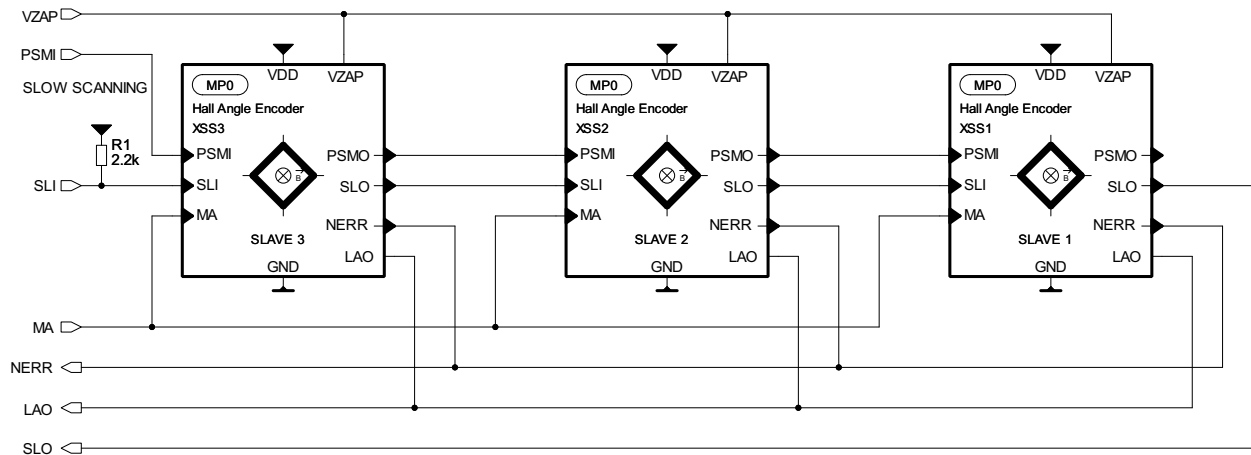 VZAP
PSMI
SLOW SCANNING
R1
2.2k
SLI
MA
NERR
LAO
SLO
VDD
VZAP
MP0
Hall Angle Encoder
XSS3
PSMI
SLI
MA
B
PSMO
SLO
NERR
LAO
SLAVE 3
GND
VDD
VZAP
MP0
Hall Angle Encoder
XSS2
PSMI
SLI
MA
B
PSMO
SLO
NERR
LAO
SLAVE 2
GND
VDD
VZAP
MP0
Hall Angle Encoder
XSS1
PSMI
SLI
MA
B
PSMO
SLO
NERR
LAO
SLAVE 1
GND